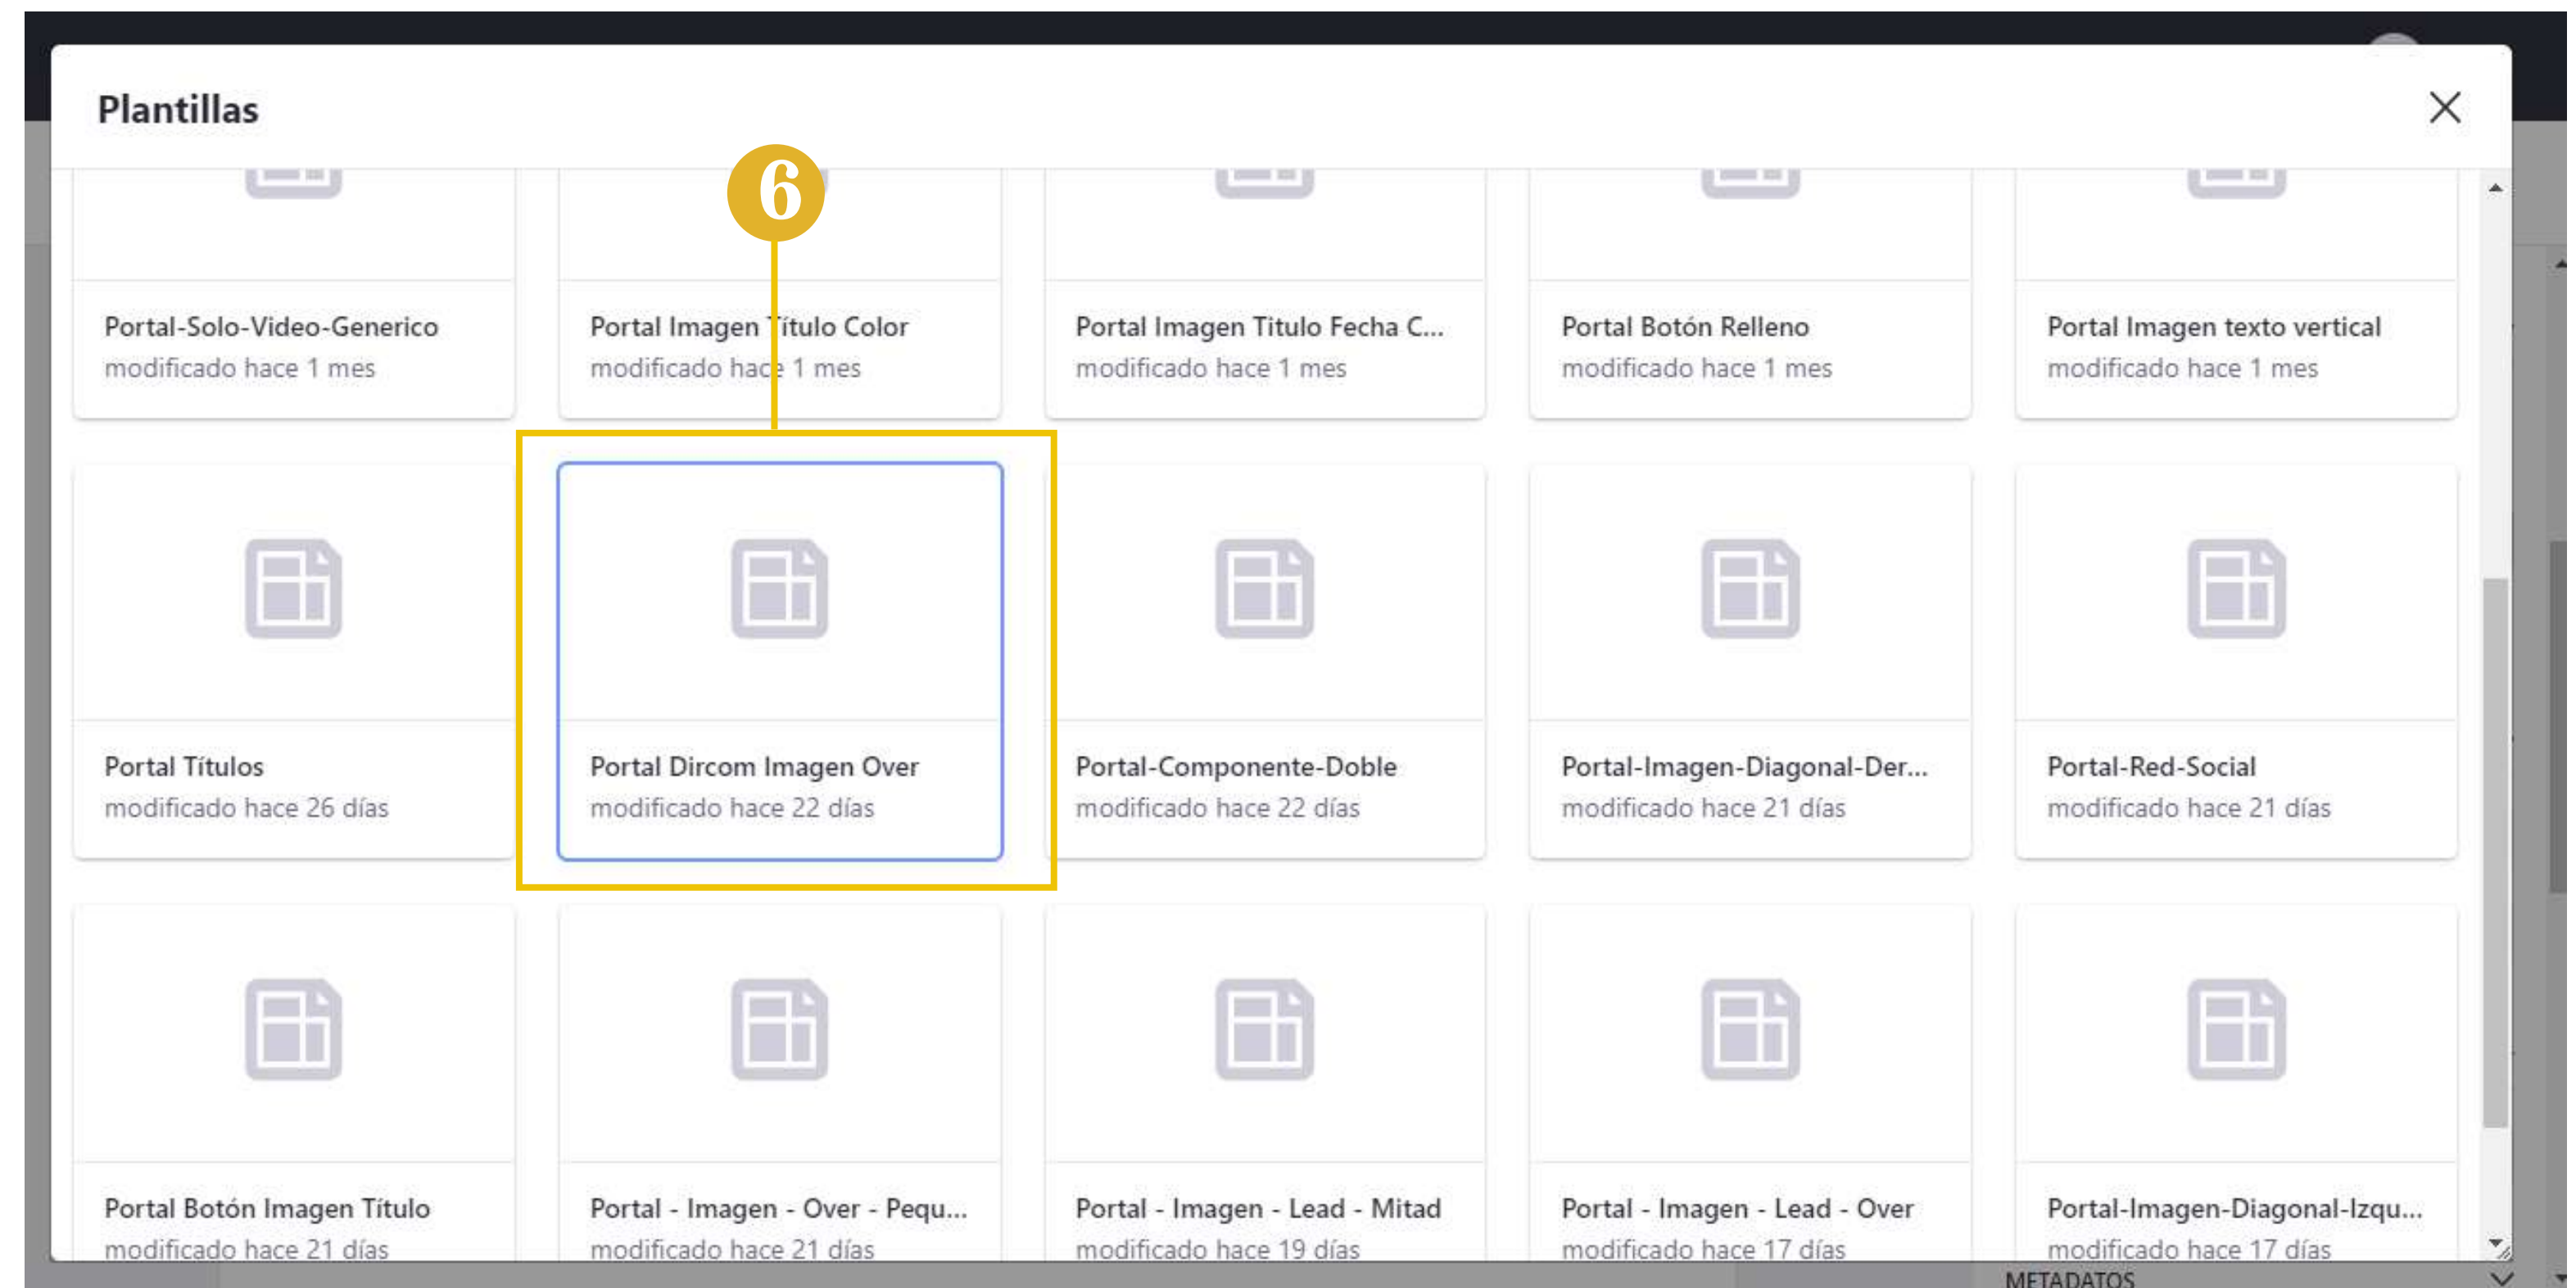 Plantillas
6
Portal-Solo-Video-Generico
modificado hace 1 mes
Portal Imagen Título Color
modificado hace 1 mes
Portal Imagen Titulo Fecha C...
modificado hace 1 mes
Portal Botón Relleno
modificado hace 1 mes
Portal Imagen texto vertical
modificado hace 1 mes
Portal Títulos
modificado hace 26 días
Portal Dircom Imagen Over
modificado hace 22 días
Portal-Componente-Doble
modificado hace 22 días
Portal-Imagen-Diagonal-Der...
modificado hace 21 días
Portal-Red-Social
modificado hace 21 días
Portal Botón Imagen Título
modificado hace 21 días
Portal - Imagen - Over - Pequ...
modificado hace 21 días
Portal - Imagen - Lead - Mitad
modificado hace 19 días
Portal - Imagen - Lead - Over
modificado hace 17 días
Portal-Imagen-Diagonal-Izqu...
modificado hace 17 días
METADATOS